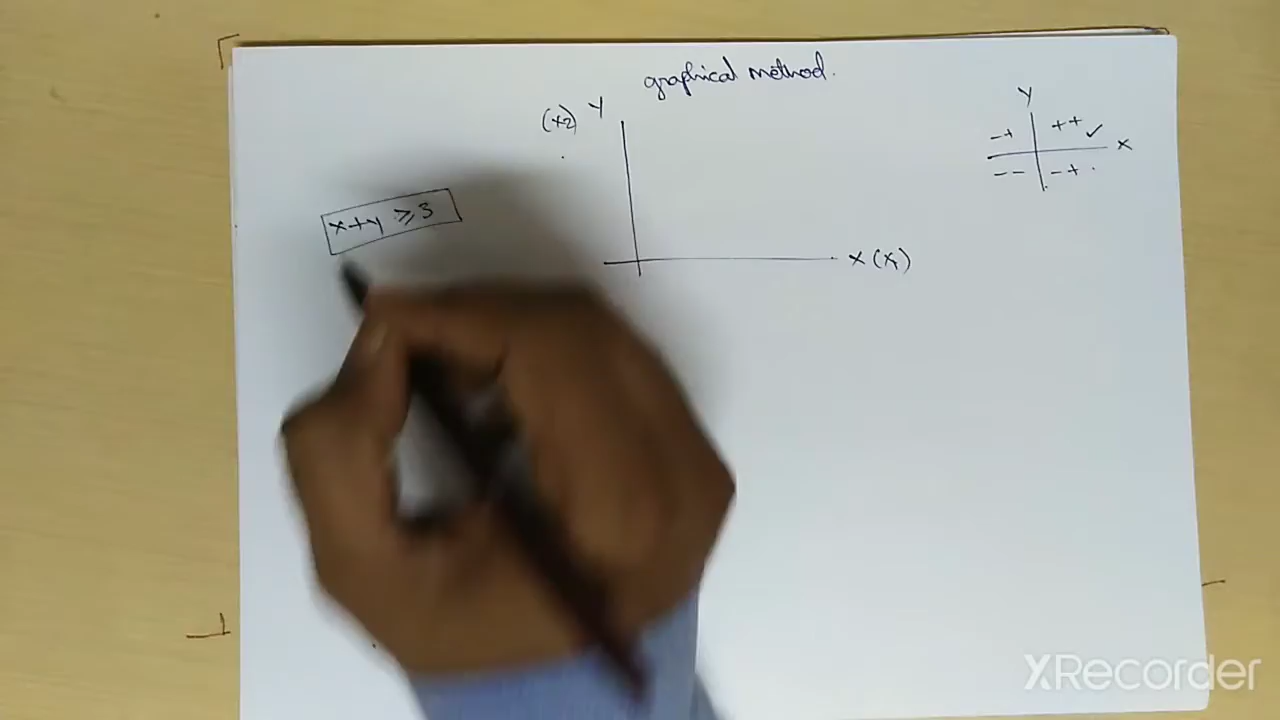 graphical method.
(x2) Y
Y
-+ ++ ✓
X
-- -+
x+y ≥ 3
X (x1)
XRecorder